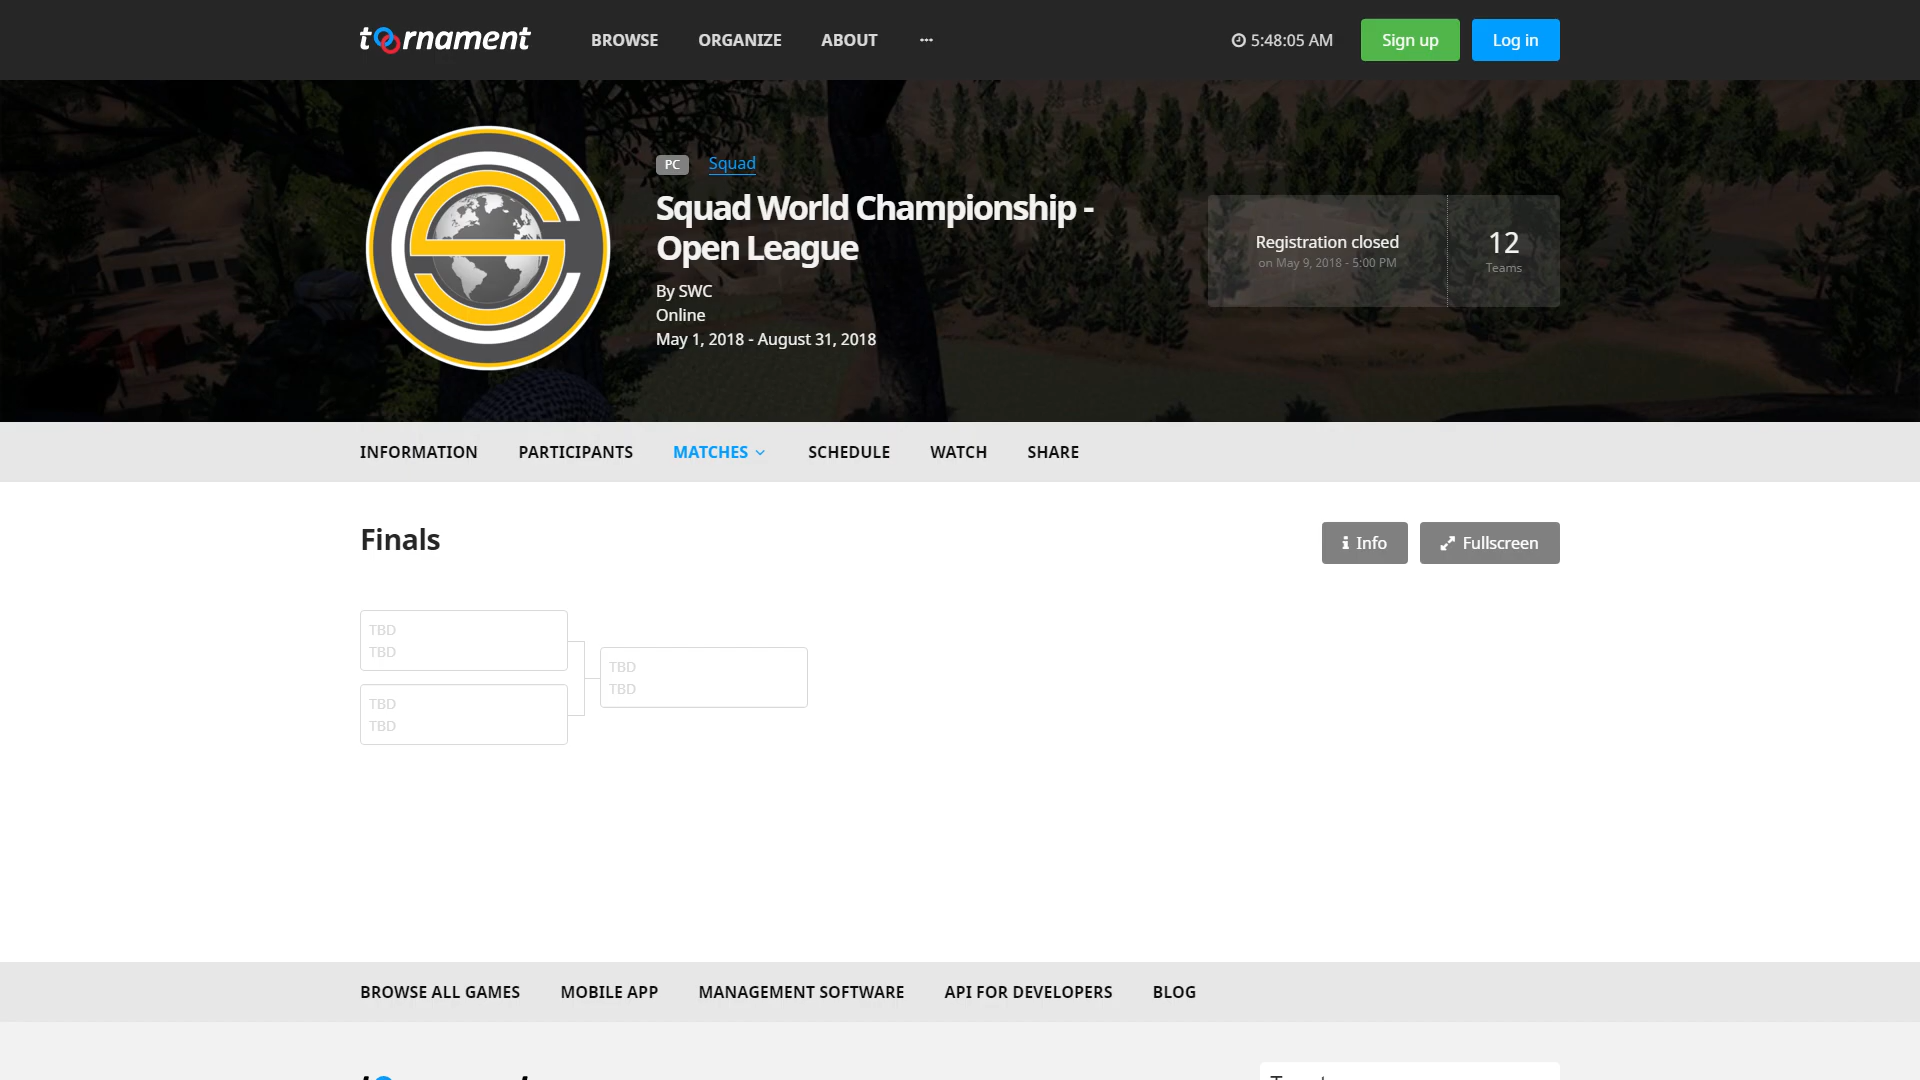 toornament
BROWSE
ORGANIZE
ABOUT
5:48:05 AM
Sign up
Log in
PC
Squad
Squad World Championship -
Open League
By SWC
Online
May 1, 2018 - August 31, 2018
Registration closed
on May 9, 2018 - 5:00 PM
12
Teams
INFORMATION
PARTICIPANTS
MATCHES
SCHEDULE
WATCH
SHARE
Finals
Info
Fullscreen
TBD
TBD
TBD
TBD
TBD
TBD
BROWSE ALL GAMES
MOBILE APP
MANAGEMENT SOFTWARE
API FOR DEVELOPERS
BLOG